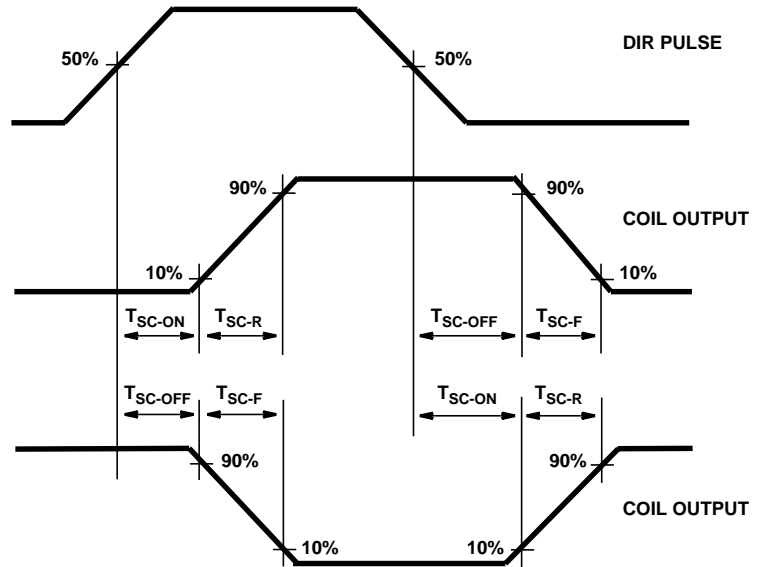 DIR PULSE
50%
50%
90%
90%
COIL OUTPUT
10%
10%
TSC-ON
TSC-R
TSC-OFF
TSC-F
TSC-OFF
TSC-F
TSC-ON
TSC-R
90%
90%
COIL OUTPUT
10%
10%